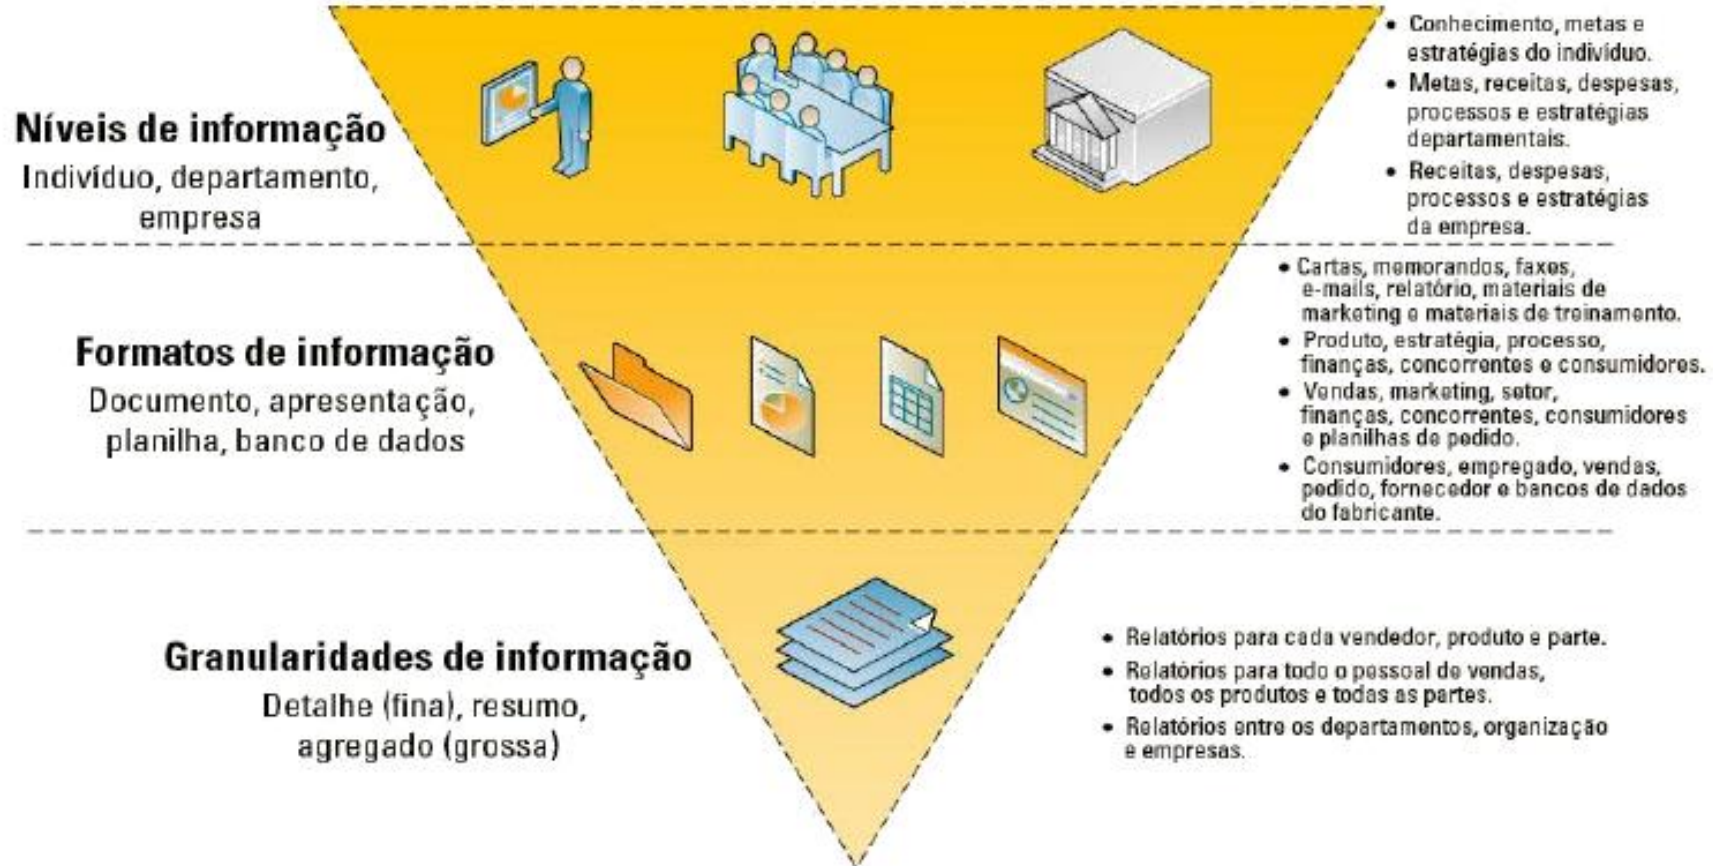 Níveis de informação
Indivíduo, departamento,
empresa
• Conhecimento, metas e
estratégias do indivíduo.
• Metas, receitas, despesas,
processos e estratégias
departamentais.
• Receitas, despesas,
processos e estratégias
da empresa.
Formatos de informação
Documento, apresentação,
planilha, banco de dados
• Cartas, memorandos, faxes,
e-mails, relatório, materiais de
marketing e materiais de treinamento.
• Produto, estratégia, processo,
finanças, concorrentes e consumidores.
• Vendas, marketing, setor,
finanças, concorrentes, consumidores
e planilhas de pedido.
• Consumidores, empregado, vendas,
pedido, fornecedor e bancos de dados
do fabricante.
Granularidades de informação
Detalhe (fina), resumo,
agregado (grossa)
• Relatórios para cada vendedor, produto e parte.
• Relatórios para todo o pessoal de vendas,
todos os produtos e todas as partes.
• Relatórios entre os departamentos, organização
e empresas.